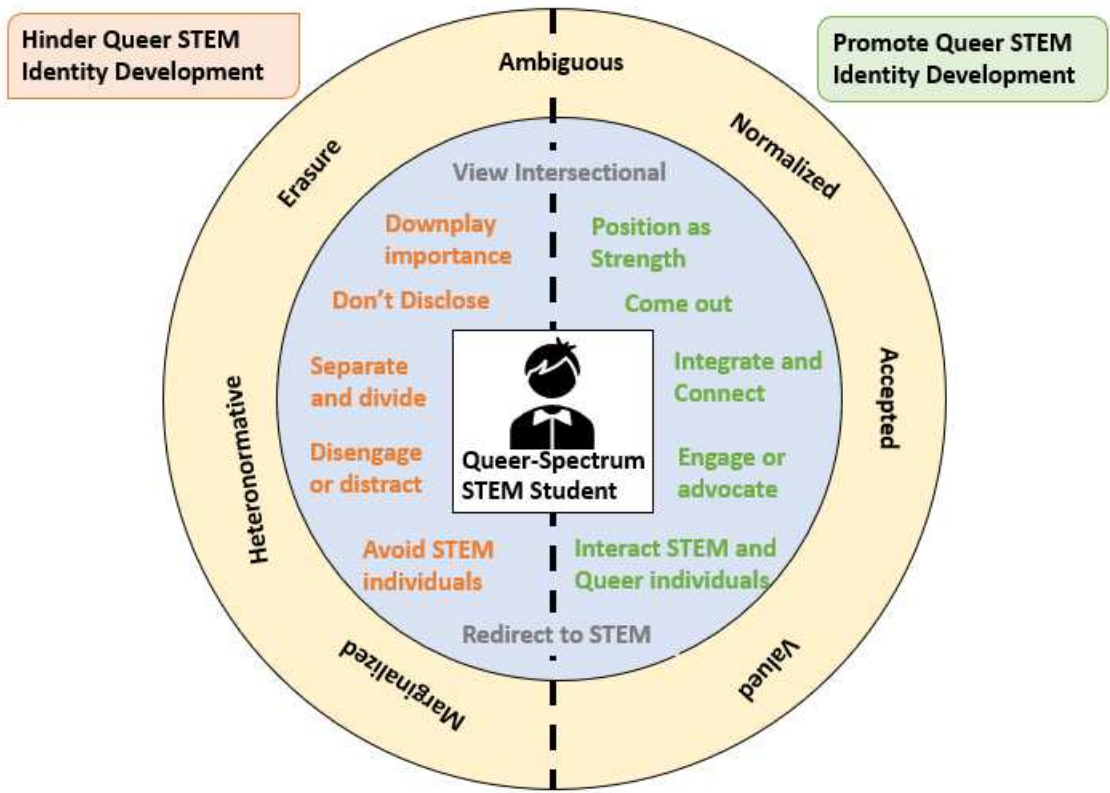 Hinder Queer STEM
Identity Development
Promote Queer STEM
Identity Development
Ambiguous
Erasure
Normalized
Heteronormative
Accepted
Marginalized
Valued
View Intersectional
Downplay
importance
Position as
Strength
Don't Disclose
Come out
Separate
and divide
Integrate and
Connect
Disengage
or distract
Engage or
advocate
Avoid STEM
individuals
Interact STEM and
Queer individuals
Redirect to STEM
Queer-Spectrum
STEM Student